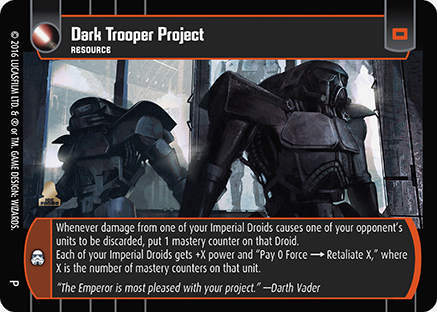 Dark Trooper Project
RESOURCE
© 2016 LUCASFILM LTD. & ® or TM. GAME DESIGN: WIZARDS.
P
Whenever damage from one of your Imperial Droids causes one of your opponent's
units to be discarded, put 1 mastery counter on that Droid.
Each of your Imperial Droids gets +X power and "Pay 0 Force → Retaliate X," where
X is the number of mastery counters on that unit.
"The Emperor is most pleased with your project." —Darth Vader